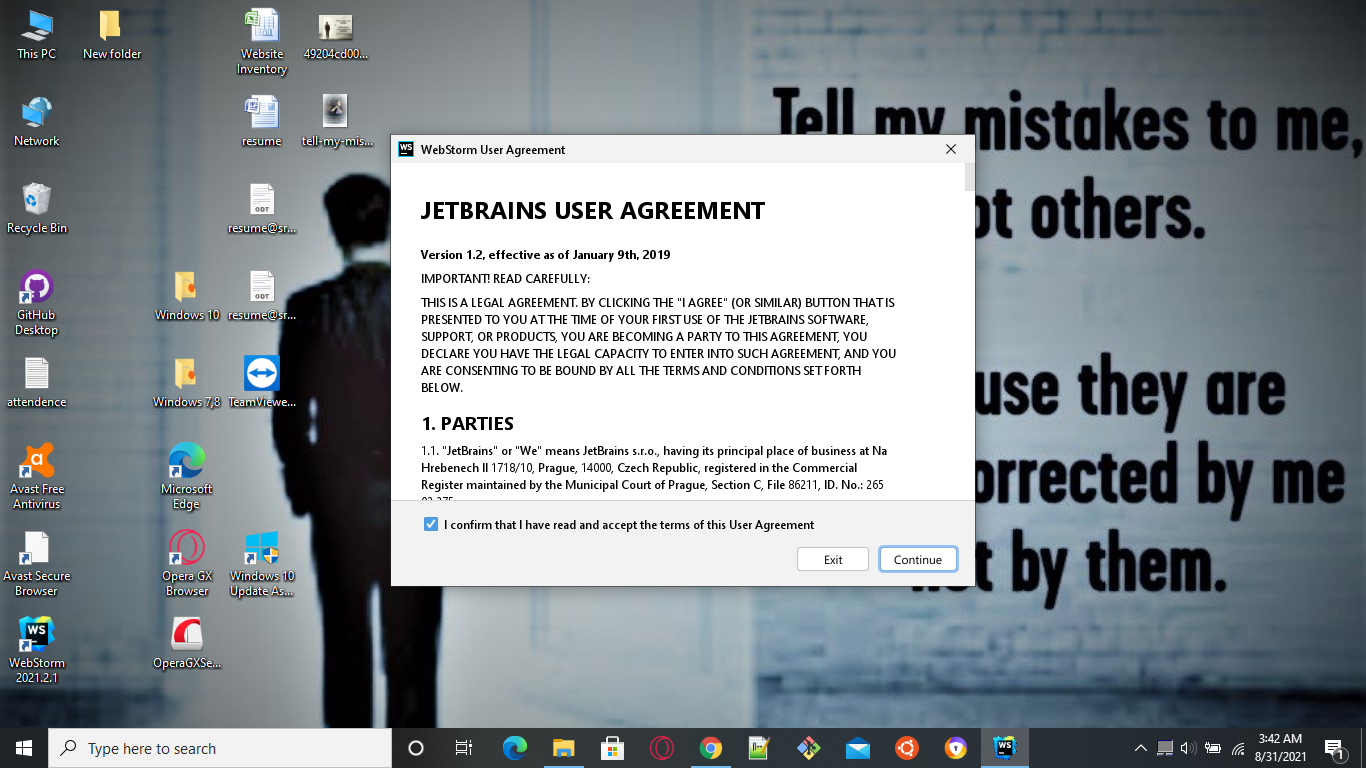 This PC
New folder
Website
Inventory
49204cd00...
Network
resume
tell-my-mis...
Recycle Bin
resume@sr...
GitHub
Desktop
Windows 10
resume@sr...
attendence
Windows 7,8
TeamViewe...
Avast Free
Antivirus
Microsoft
Edge
Avast Secure
Browser
Opera GX
Browser
Windows 10
Update As...
WebStorm
2021.2.1
OperaGXSe...
ODT
ODT
WS
Tell my mistakes to me,
ot others.
use they are
orrected by me
by them.
WS
WebStorm User Agreement
JETBRAINS USER AGREEMENT
Version 1.2, effective as of January 9th, 2019
IMPORTANT! READ CAREFULLY:
THIS IS A LEGAL AGREEMENT. BY CLICKING THE "I AGREE" (OR SIMILAR) BUTTON THAT IS
PRESENTED TO YOU AT THE TIME OF YOUR FIRST USE OF THE JETBRAINS SOFTWARE,
SUPPORT, OR PRODUCTS, YOU ARE BECOMING A PARTY TO THIS AGREEMENT, YOU
DECLARE YOU HAVE THE LEGAL CAPACITY TO ENTER INTO SUCH AGREEMENT, AND YOU
ARE CONSENTING TO BE BOUND BY ALL THE TERMS AND CONDITIONS SET FORTH
BELOW.
1. PARTIES
1.1. "JetBrains" or "We" means JetBrains s.r.o., having its principal place of business at Na
Hrebenech II 1718/10, Prague, 14000, Czech Republic, registered in the Commercial
Register maintained by the Municipal Court of Prague, Section C, File 86211, ID. No.: 265
I confirm that I have read and accept the terms of this User Agreement
Exit
Continue
Type here to search
WS
3:42 AM
8/31/2021
1